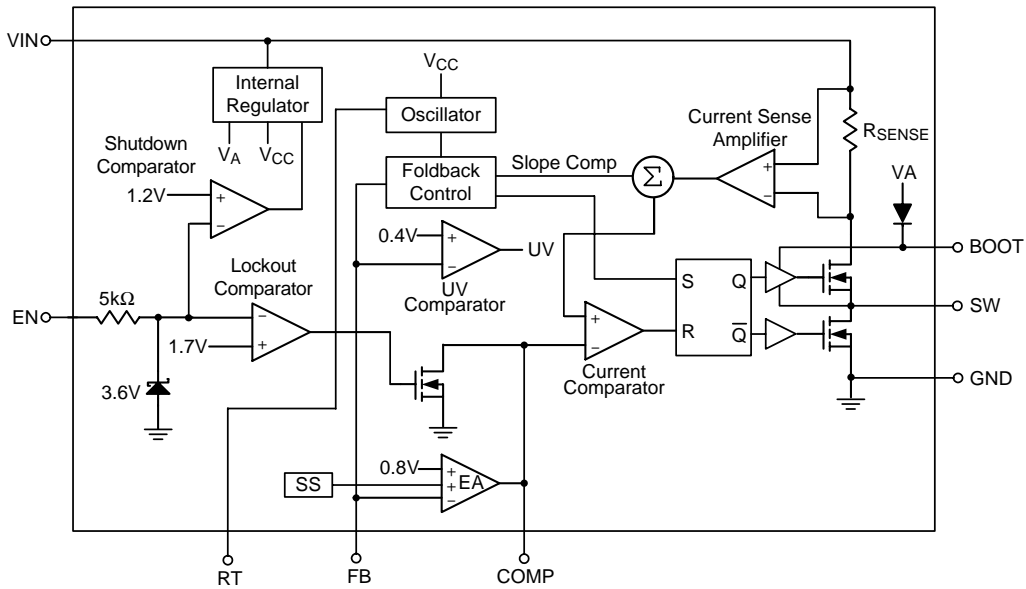 VIN
VCC
Internal
Regulator
Oscillator
Current Sense
Amplifier
RSENSE
Shutdown
Comparator
VA
VCC
Foldback
Control
Slope Comp
Σ
+
−
VA
1.2V
+
−
0.4V
+
−
UV
BOOT
UV
Comparator
S
Q
Lockout
Comparator
5kΩ
EN
−
+
1.7V
SW
+
−
R
Q̅
Current
Comparator
GND
3.6V
SS
0.8V
+
+
−
EA
RT
FB
COMP